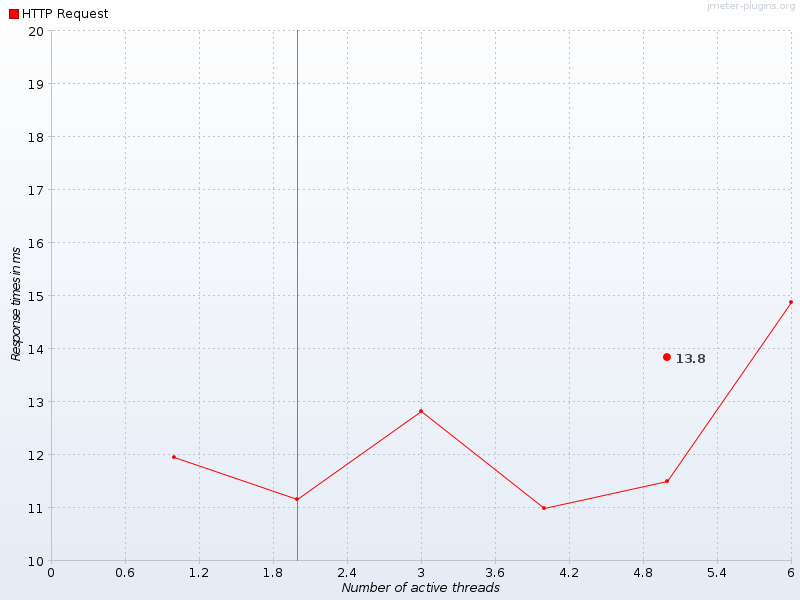 jmeter-plugins.org
HTTP Request
20
19
18
17
16
15
14
13
12
11
10
Response times in ms
13.8
0 0.6 1.2 1.8 2.4 3 3.6 4.2 4.8 5.4 6
Number of active threads